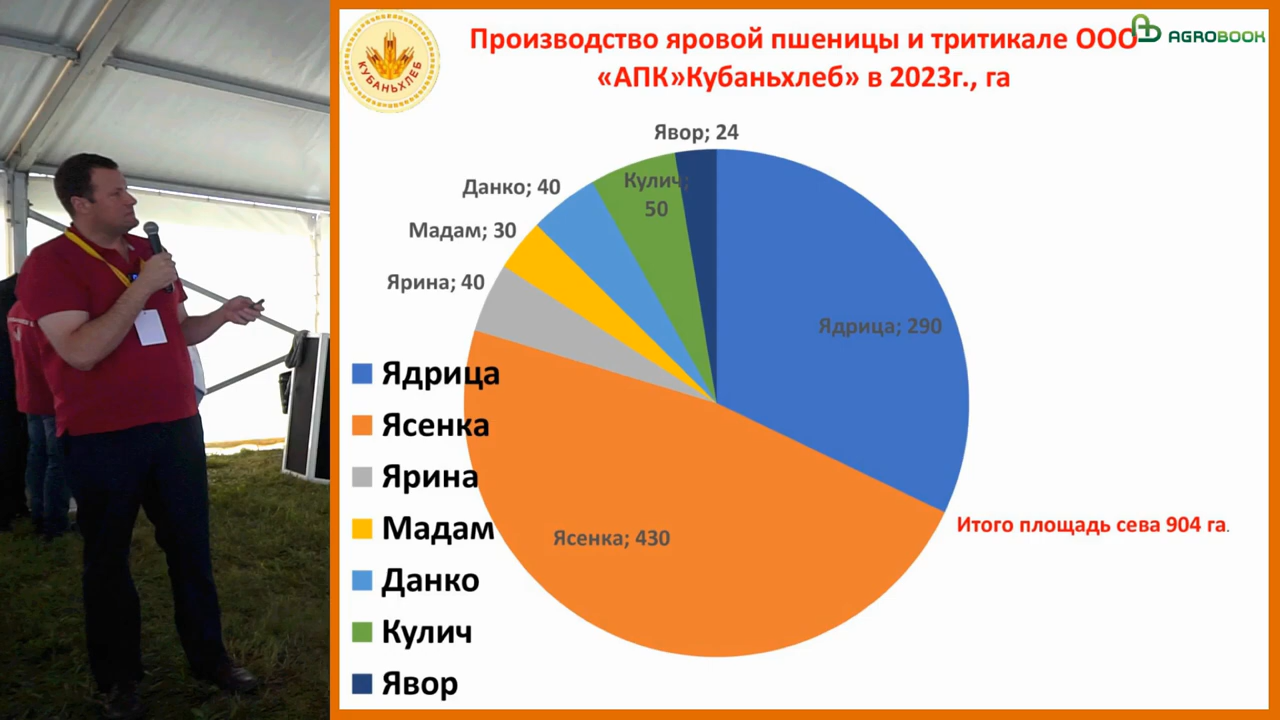 Производство яровой пшеницы и тритикале ООО
«АПК»Кубаньхлеб» в 2023г., га
AGROBOOK
КУБАНЬХЛЕБ
Явор; 24
Кулич;
50
Данко; 40
Мадам; 30
Ярина; 40
Ядрица; 290
Ясенка; 430
Итого площадь сева 904 га.
Ядрица
Ясенка
Ярина
Мадам
Данко
Кулич
Явор